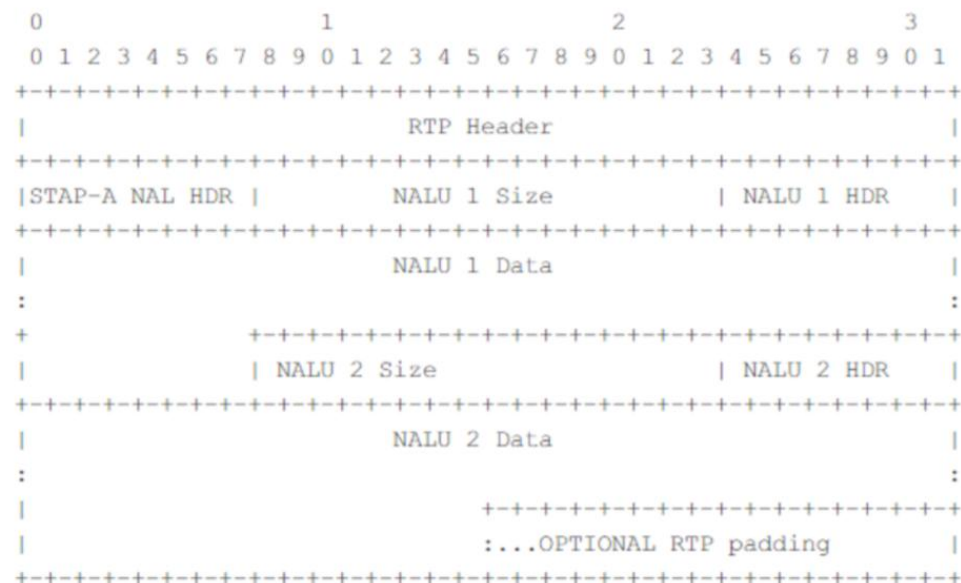 0                   1                   2                   3
 0 1 2 3 4 5 6 7 8 9 0 1 2 3 4 5 6 7 8 9 0 1 2 3 4 5 6 7 8 9 0 1
+-+-+-+-+-+-+-+-+-+-+-+-+-+-+-+-+-+-+-+-+-+-+-+-+-+-+-+-+-+-+-+-+
|                          RTP Header                           |
+-+-+-+-+-+-+-+-+-+-+-+-+-+-+-+-+-+-+-+-+-+-+-+-+-+-+-+-+-+-+-+-+
|STAP-A NAL HDR |         NALU 1 Size           | NALU 1 HDR    |
+-+-+-+-+-+-+-+-+-+-+-+-+-+-+-+-+-+-+-+-+-+-+-+-+-+-+-+-+-+-+-+-+
|                         NALU 1 Data                           |
:                                                               :
+               +-+-+-+-+-+-+-+-+-+-+-+-+-+-+-+-+-+-+-+-+-+-+-+-+
|               | NALU 2 Size                   | NALU 2 HDR    |
+-+-+-+-+-+-+-+-+-+-+-+-+-+-+-+-+-+-+-+-+-+-+-+-+-+-+-+-+-+-+-+-+
|                         NALU 2 Data                           |
:                                                               :
|                               +-+-+-+-+-+-+-+-+-+-+-+-+-+-+-+-+
|                               :...OPTIONAL RTP padding        |
+-+-+-+-+-+-+-+-+-+-+-+-+-+-+-+-+-+-+-+-+-+-+-+-+-+-+-+-+-+-+-+-+